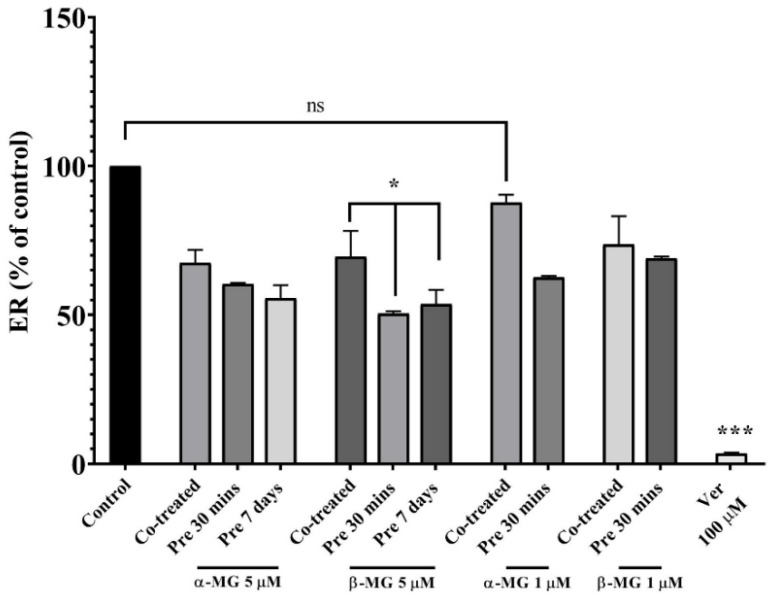 150
ns
100
*
ER (% of control)
50
***
0
Control
Co-treated
Pre 30 mins
Pre 7 days
Co-treated
Pre 30 mins
Pre 7 days
Co-treated
Pre 30 mins
Co-treated
Pre 30 mins
Ver
100 μM
α-MG 5 μM
β-MG 5 μM
α-MG 1 μM
β-MG 1 μM